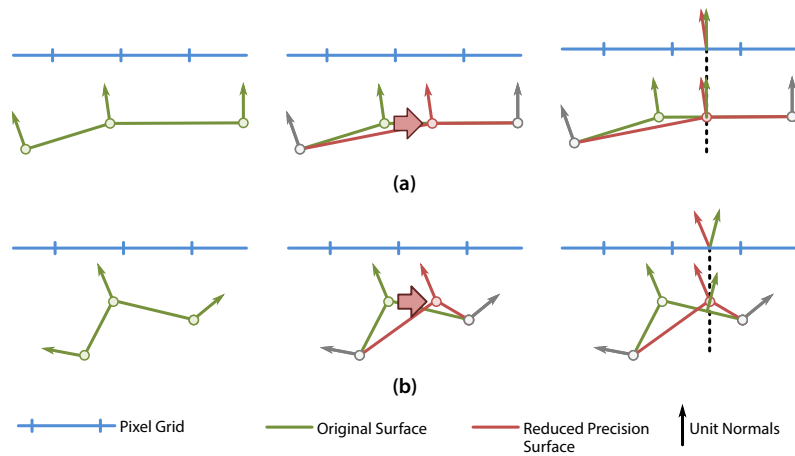 (a)
(b)
Pixel Grid
Original Surface
Reduced Precision
Surface
Unit Normals